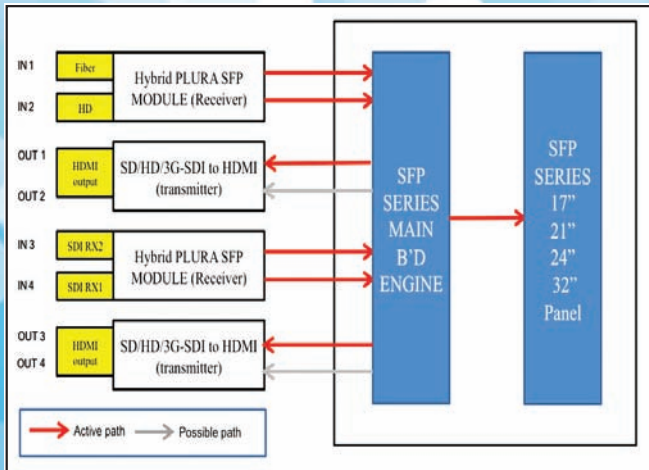 IN 1
Fiber
IN 2
HD
Hybrid PLURA SFP
MODULE (Receiver)
OUT 1
OUT 2
HDMI
output
SD/HD/3G-SDI to HDMI
(transmitter)
IN 3
SDI RX2
IN 4
SDI RX1
Hybrid PLURA SFP
MODULE (Receiver)
OUT 3
OUT 4
HDMI
output
SD/HD/3G-SDI to HDMI
(transmitter)
SFP
SERIES
MAIN
B'D
ENGINE
SFP
SERIES
17”
21”
24”
32”
Panel
Active path
Possible path